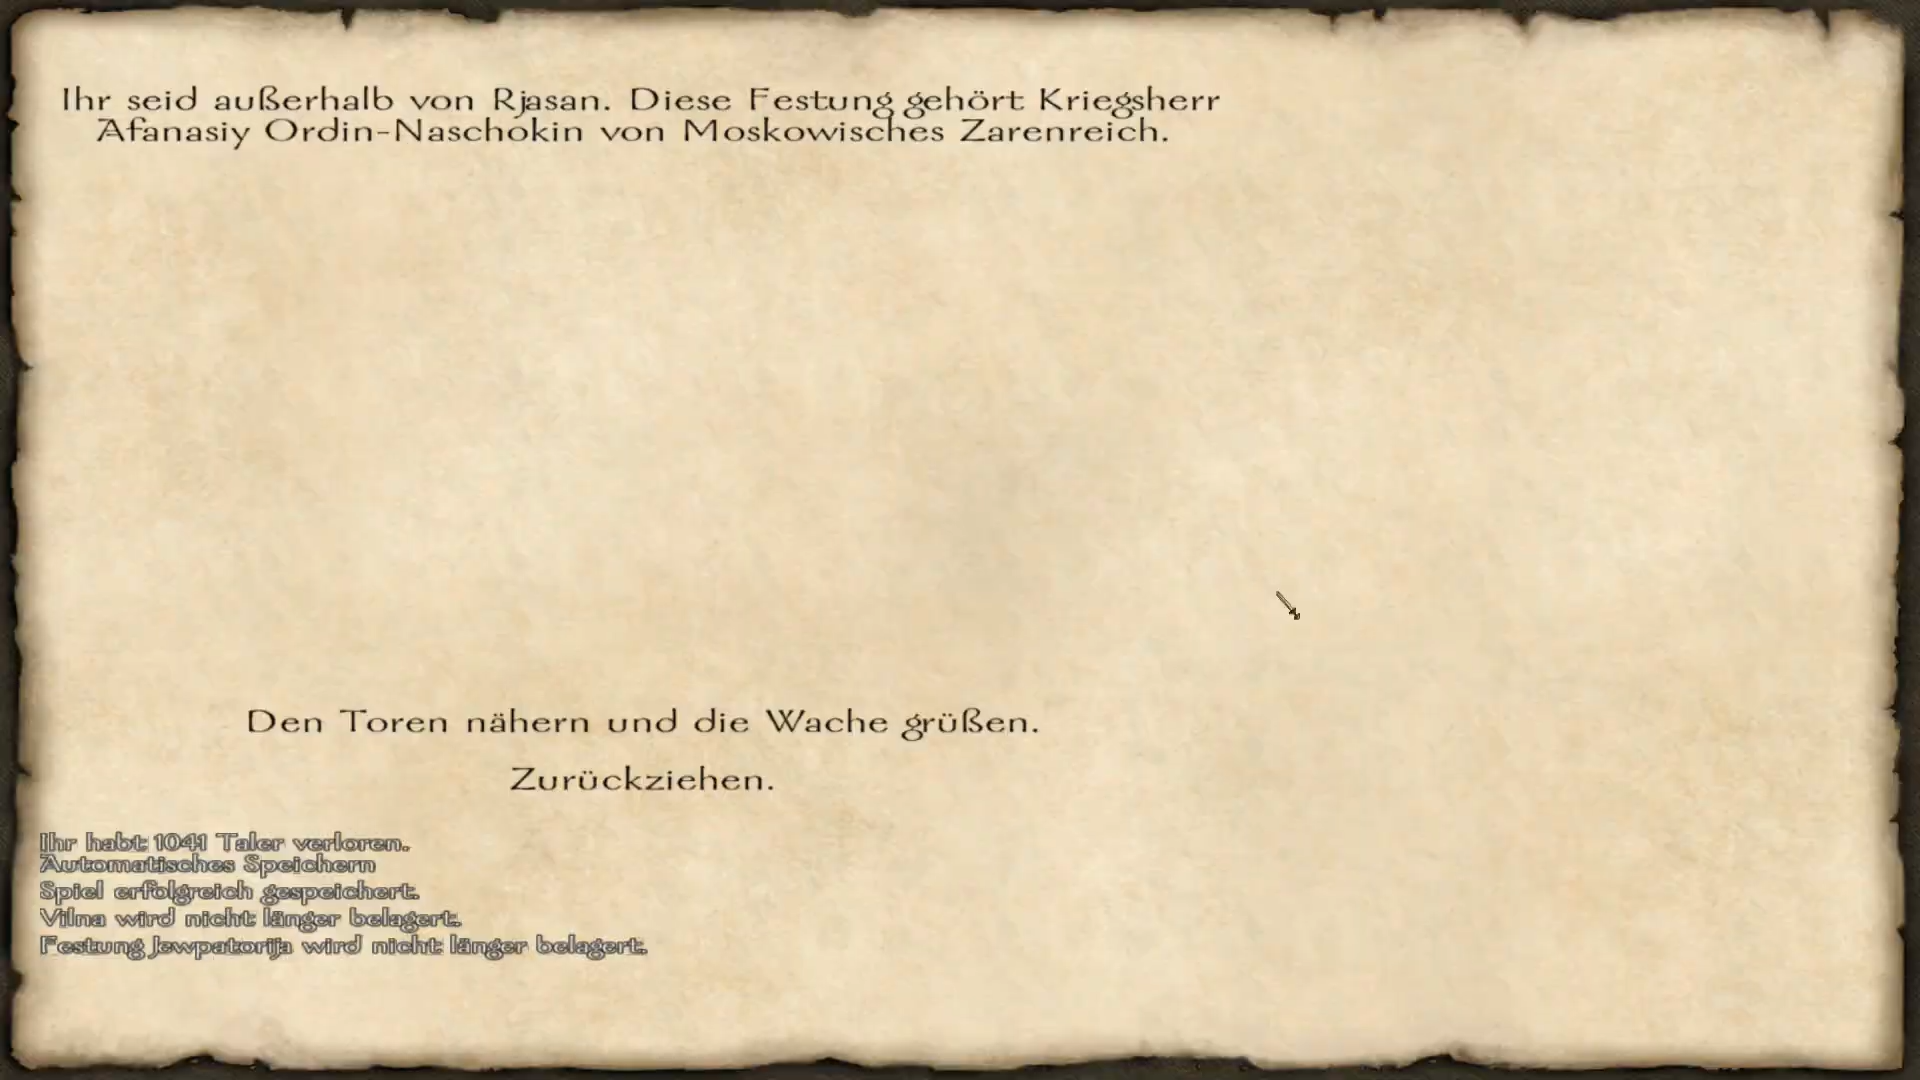 Ihr seid außerhalb von Rjasan. Diese Festung gehört Kriegsherr
Afanasiy Ordin-Naschokin von Moskowisches Zarenreich.
Den Toren nähern und die Wache grüßen.
Zurückziehen.
Ihr habt 1041 Taler verloren.
Automatisches Speichern
Spiel erfolgreich gespeichert.
Vilna wird nicht länger belagert.
Festung Jewpatorija wird nicht länger belagert.